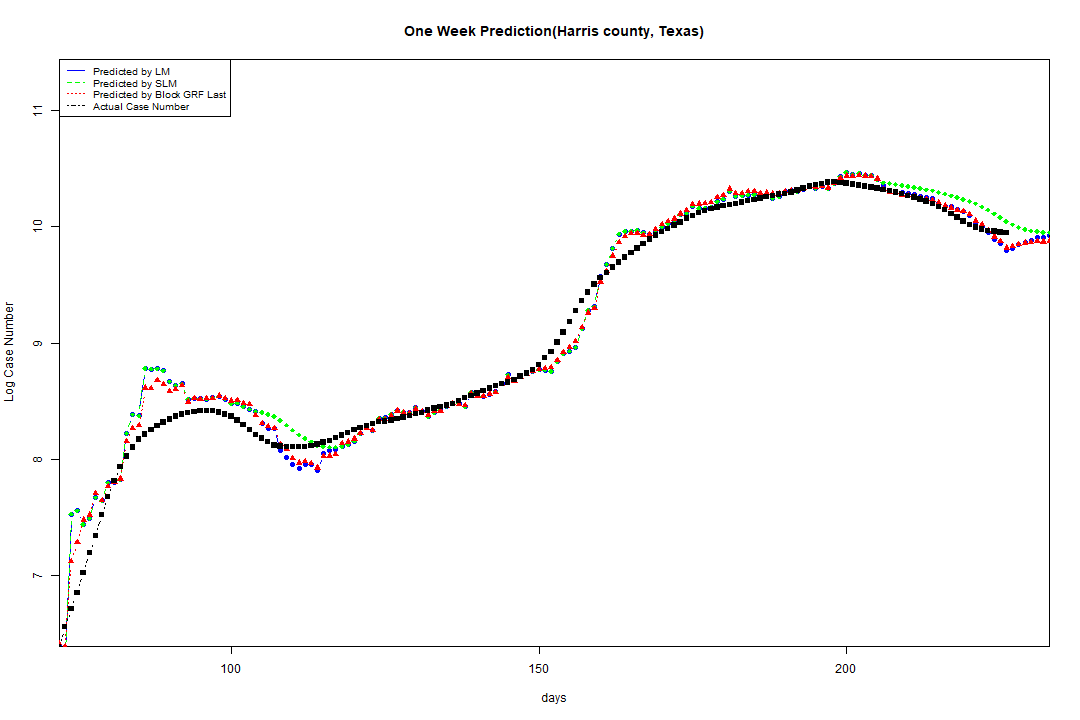 One Week Prediction(Harris county, Texas)
Predicted by LM
Predicted by SLM
Predicted by Block GRF Last
Actual Case Number
11
10
9
8
7
Log Case Number
100 150 200
days